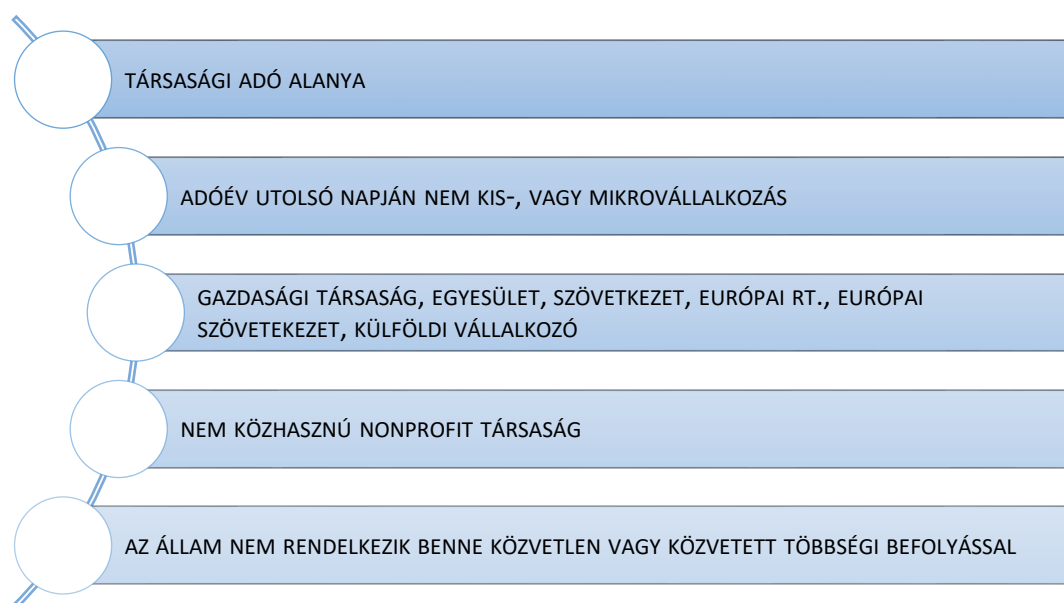 TÁRSASÁGI ADÓ ALANYA
ADÓÉV UTOLSÓ NAPJÁN NEM KIS-, VAGY MIKROVÁLLALKOZÁS
GAZDASÁGI TÁRSASÁG, EGYESÜLET, SZÖVETKEZET, EURÓPAI RT., EURÓPAI
SZÖVETEKEZET, KÜLFÖLDI VÁLLALKOZÓ
NEM KÖZHASZNÚ NONPROFIT TÁRSASÁG
AZ ÁLLAM NEM RENDELKEZIK BENNE KÖZVETLEN VAGY KÖZVETETT TÖBBSÉGI BEFOLYÁSSAL